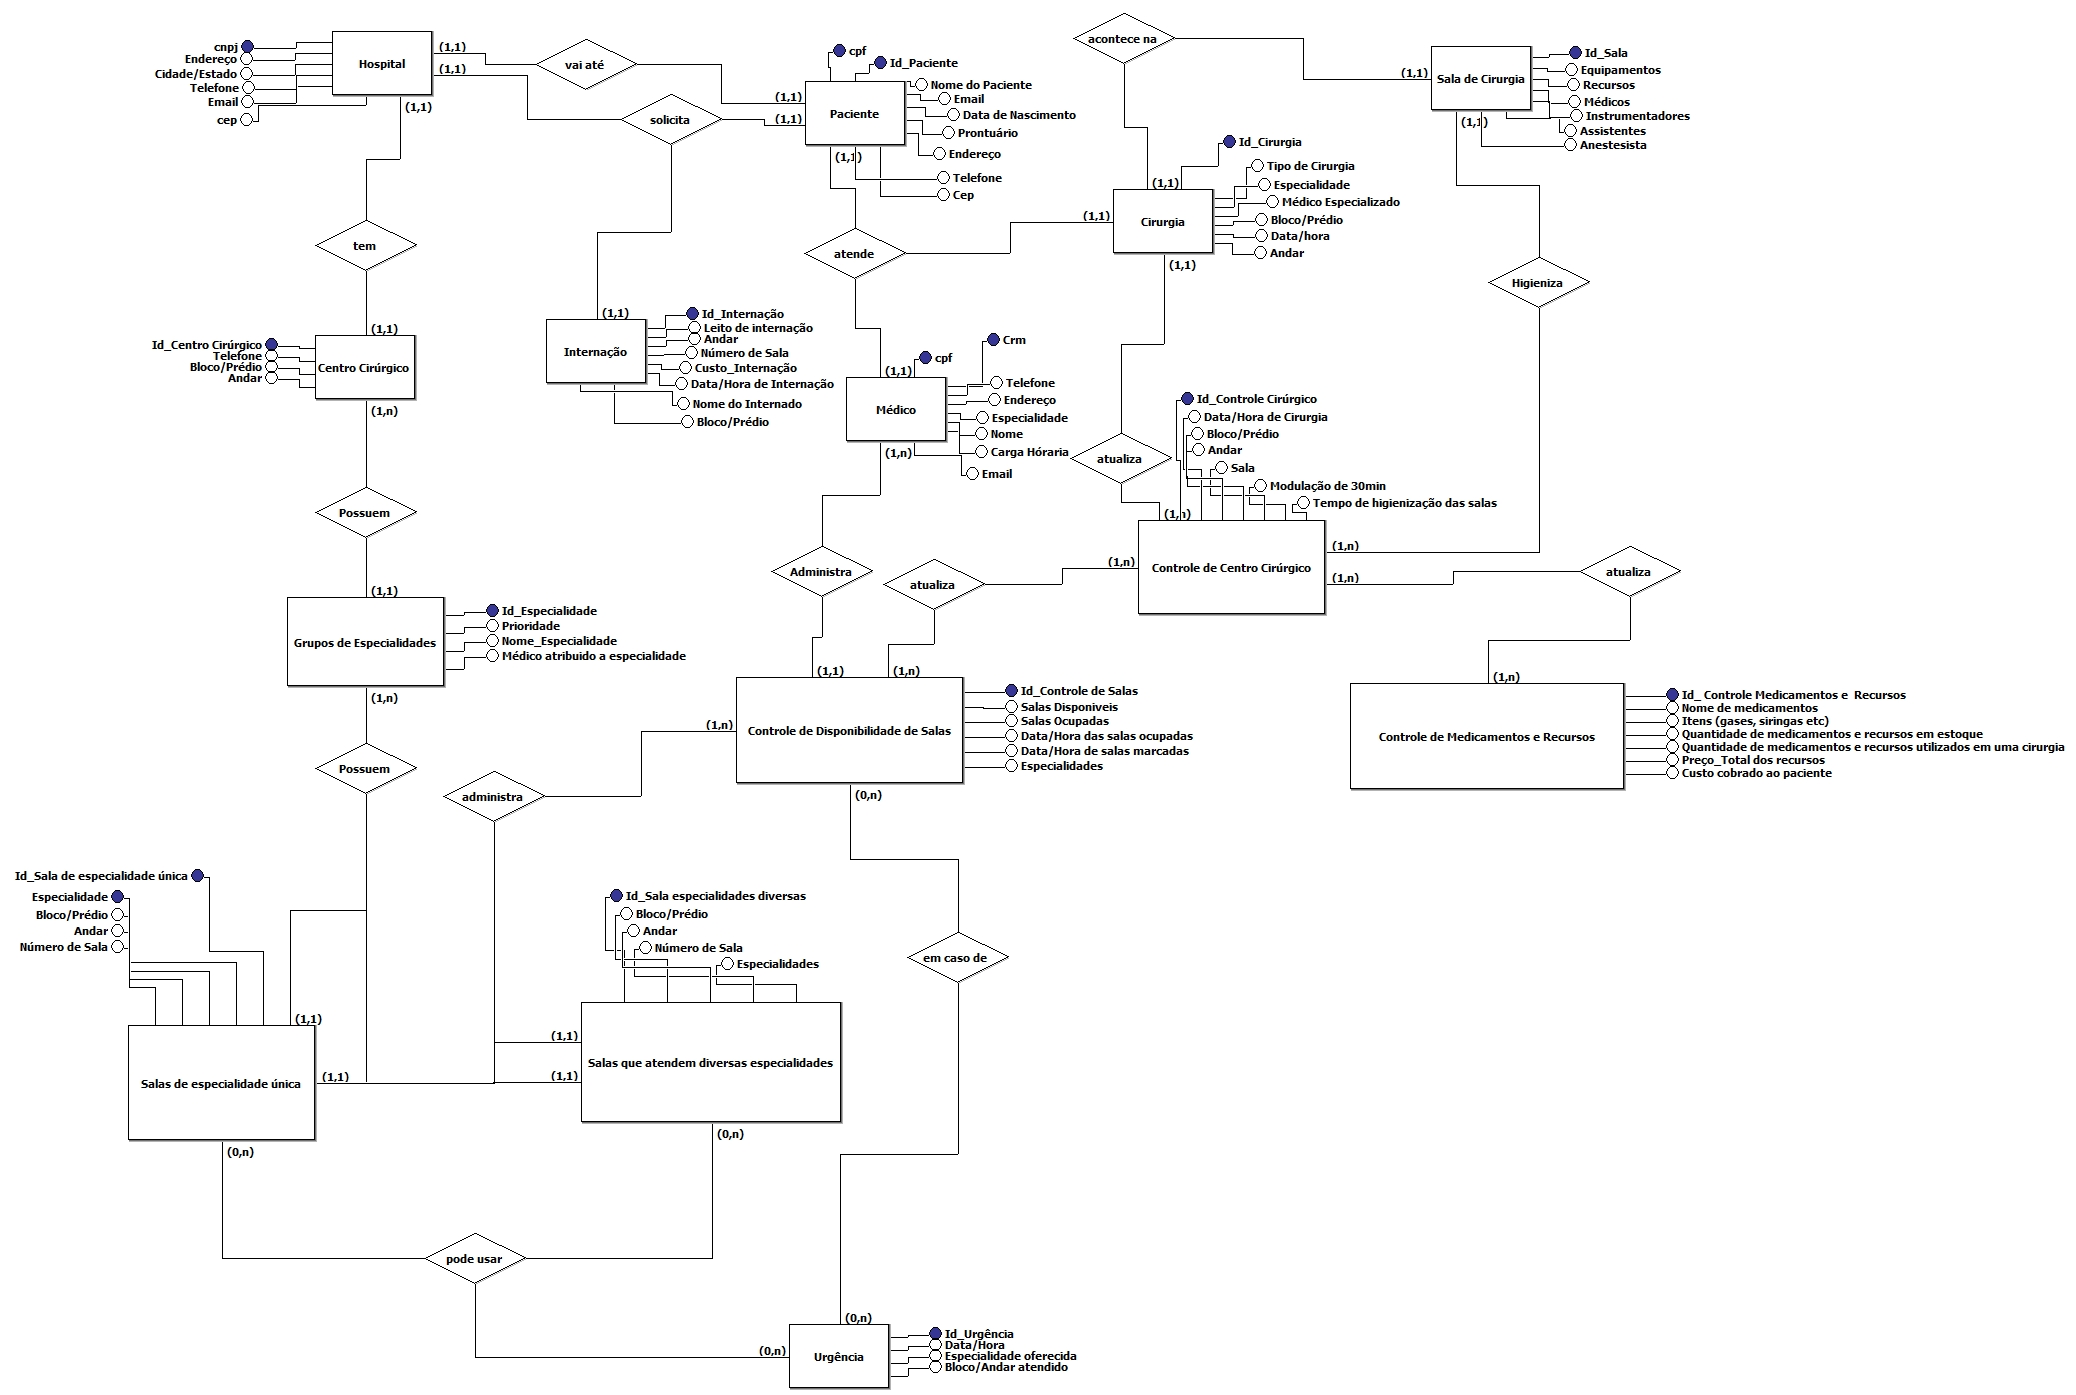 cnpj
Endereço
Cidade/Estado
Telefone
Email
cep
Hospital
(1,1)
(1,1)
(1,1)
vai até
solicita
cpf
Id_Paciente
Nome do Paciente
Email
Data de Nascimento
Prontuário
Endereço
Telefone
Cep
(1,1)
(1,1)
Paciente
(1,1)
acontece na
(1,1)
Sala de Cirurgia
(1,1)
Id_Sala
Equipamentos
Recursos
Médicos
Instrumentadores
Assistentes
Anestesista
Id_Cirurgia
Tipo de Cirurgia
Especialidade
Médico Especializado
Bloco/Prédio
Data/hora
Andar
(1,1)
(1,1)
Cirurgia
(1,1)
tem
atende
Higieniza
(1,1)
Id_Centro Cirúrgico
Telefone
Bloco/Prédio
Andar
Centro Cirúrgico
(1,n)
(1,1)
Internação
Id_Internação
Leito de internação
Andar
Número de Sala
Custo_Internação
Data/Hora de Internação
Nome do Internado
Bloco/Prédio
(1,1)
cpf
Crm
Telefone
Endereço
Especialidade
Nome
Carga Hóraria
Email
Médico
(1,n)
atualiza
Id_Controle Cirúrgico
Data/Hora de Cirurgia
Bloco/Prédio
Andar
Sala
Modulação de 30min
Tempo de higienização das salas
(1,n)
(1,n)
(1,n)
(1,n)
Controle de Centro Cirúrgico
Possuem
Administra
atualiza
atualiza
(1,1)
Grupos de Especialidades
(1,n)
Id_Especialidade
Prioridade
Nome_Especialidade
Médico atribuido a especialidade
(1,1)
(1,n)
(1,n)
Controle de Disponibilidade de Salas
(0,n)
Id_Controle de Salas
Salas Disponiveis
Salas Ocupadas
Data/Hora das salas ocupadas
Data/Hora de salas marcadas
Especialidades
(1,n)
Controle de Medicamentos e Recursos
Id_ Controle Medicamentos e  Recursos
Nome de medicamentos
Itens (gases, siringas etc)
Quantidade de medicamentos e recursos em estoque
Quantidade de medicamentos e recursos utilizados em uma cirurgia
Preço_Total dos recursos
Custo cobrado ao paciente
Possuem
administra
Id_Sala de especialidade única
Especialidade
Bloco/Prédio
Andar
Número de Sala
Id_Sala especialidades diversas
Bloco/Prédio
Andar
Número de Sala
Especialidades
em caso de
(1,1)
(1,1)
Salas de especialidade única
(0,n)
(1,1)
(1,1)
Salas que atendem diversas especialidades
(0,n)
pode usar
(0,n)
(0,n)
Urgência
Id_Urgência
Data/Hora
Especialidade oferecida
Bloco/Andar atendido